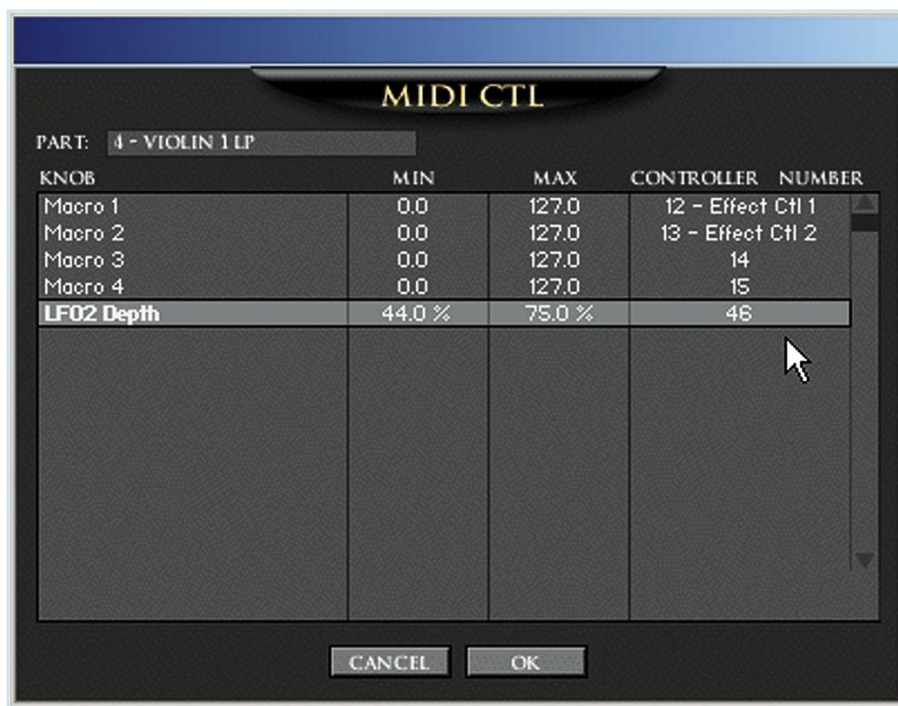 MIDI CTL
PART: 4 - VIOLIN 1 LP
KNOB MIN MAX CONTROLLER NUMBER
Macro 1 0.0 127.0 12 - Effect Ctl 1
Macro 2 0.0 127.0 13 - Effect Ctl 2
Macro 3 0.0 127.0 14
Macro 4 0.0 127.0 15
LFO2 Depth 44.0 % 75.0 % 46
CANCEL OK